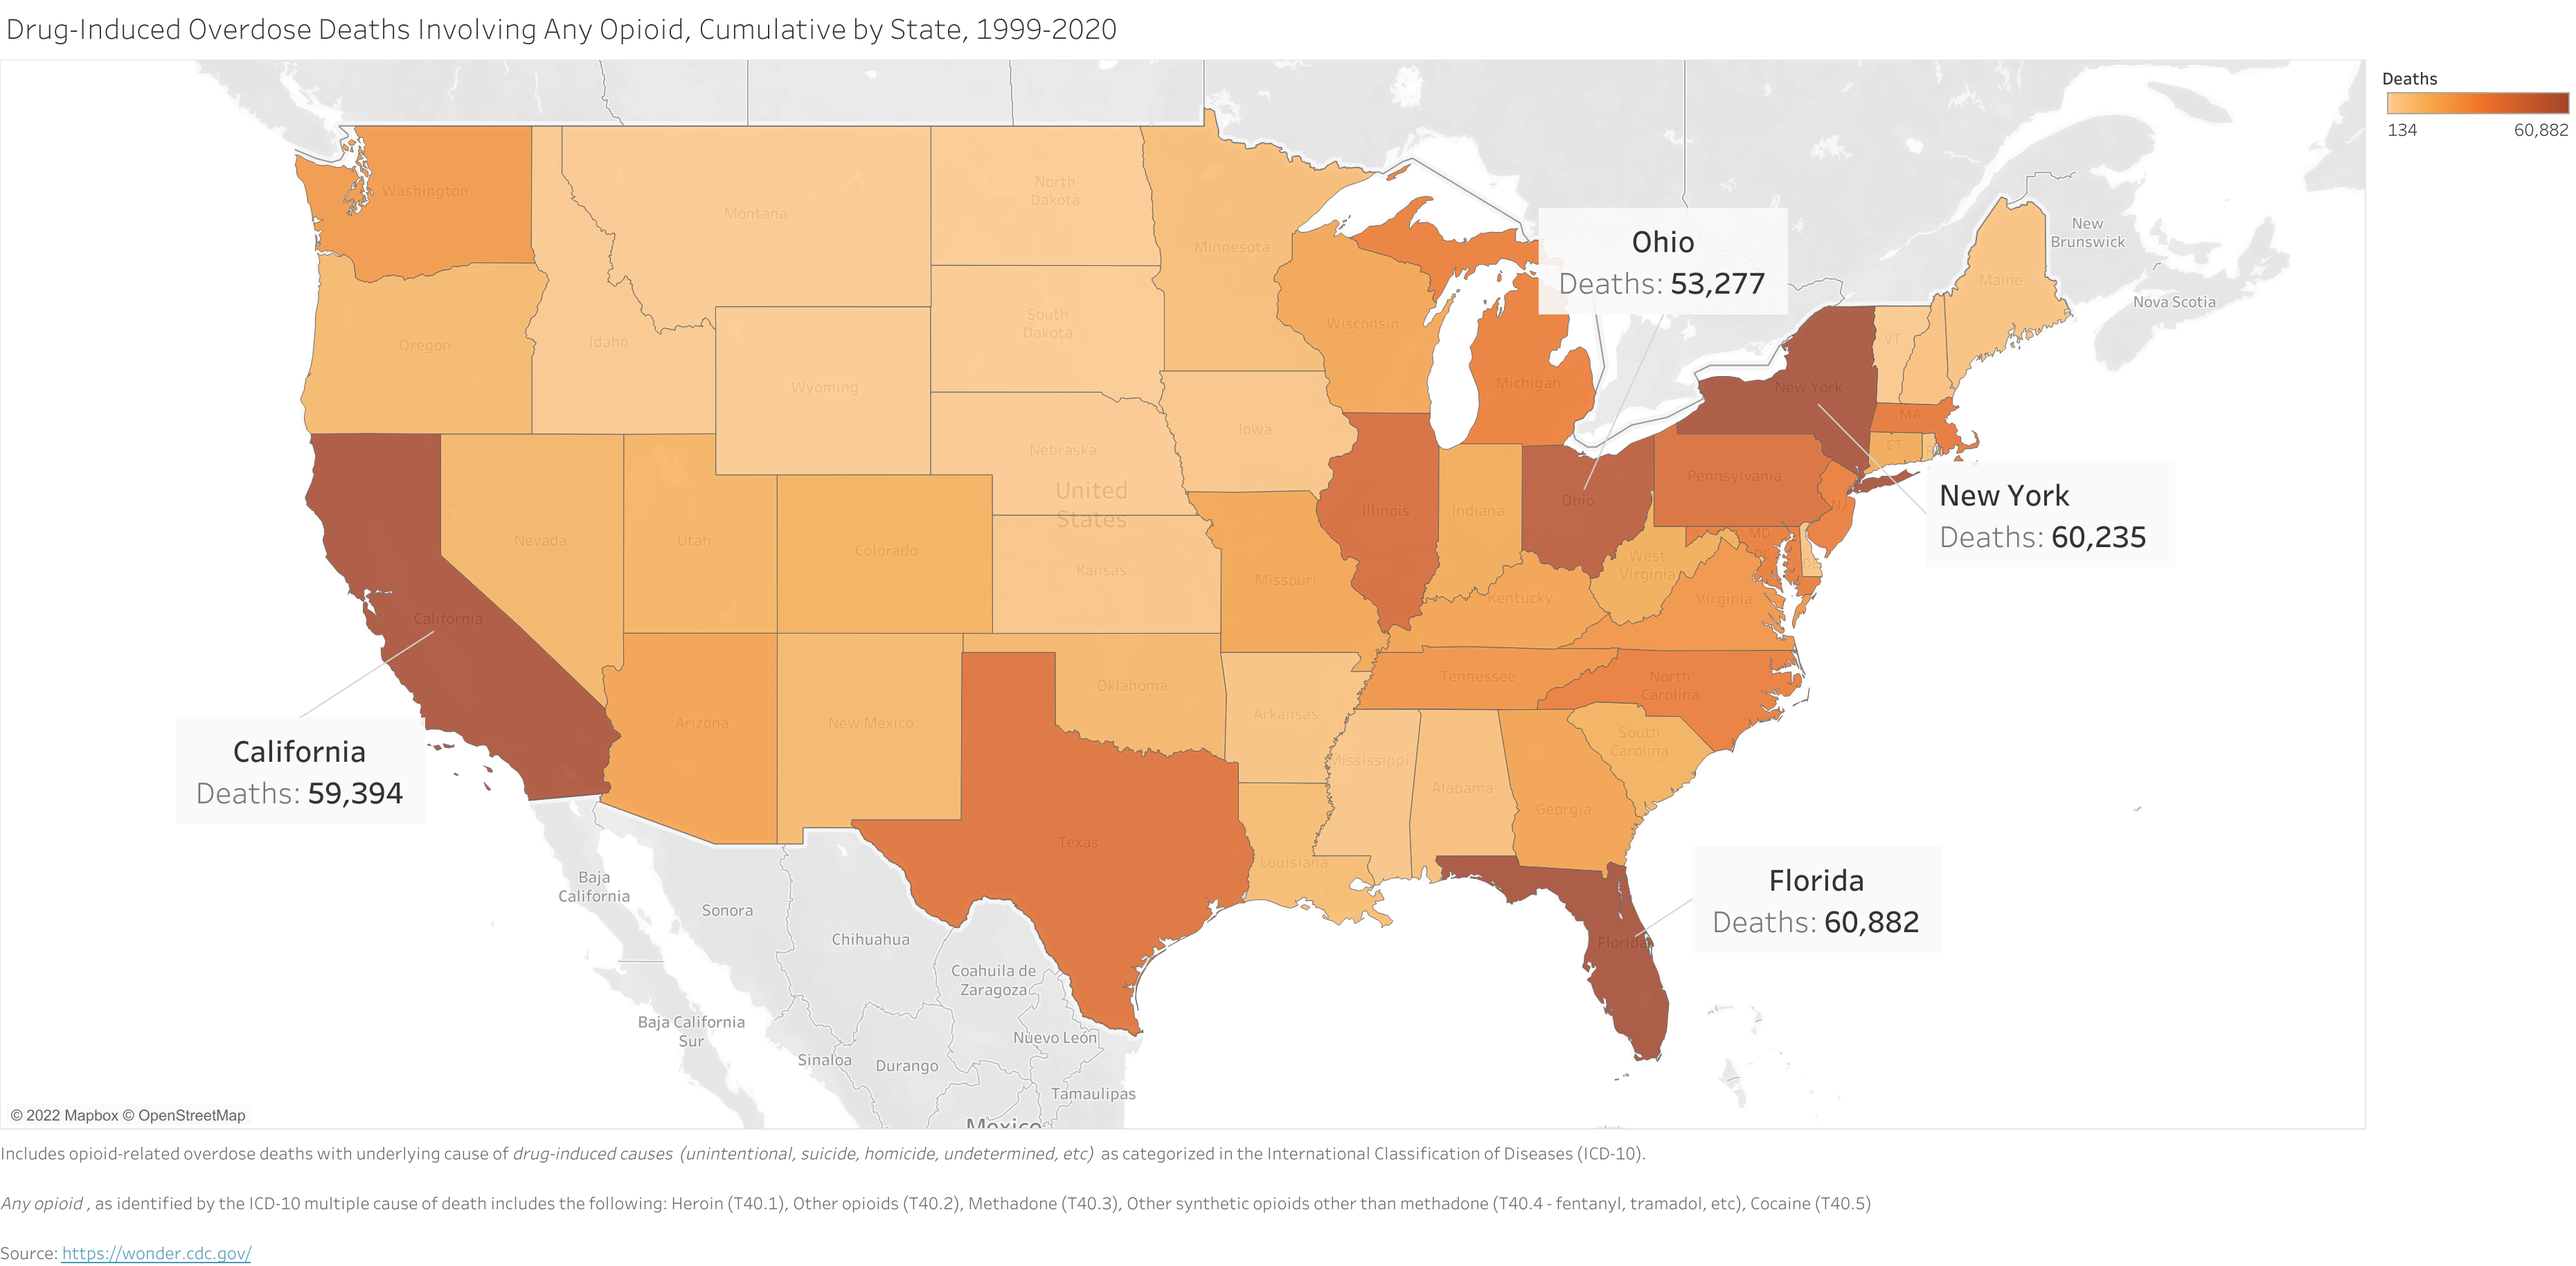 Drug-Induced Overdose Deaths Involving Any Opioid, Cumulative by State, 1999-2020
Deaths
134
60,882
Washington
Montana
North
Dakota
Minnesota
Ohio
Deaths: 53,277
New
Brunswick
Maine
Nova Scotia
Oregon
Idaho
South
Dakota
Wisconsin
VT
Wyoming
Michigan
New York
MA
Iowa
Nebraska
CT
Pennsylvania
United
States
Illinois
Indiana
Ohio
NJ
New York
Deaths: 60,235
Nevada
Utah
Colorado
MD
DC
West
Virginia
DE
Kansas
Missouri
Kentucky
Virginia
California
Oklahoma
Tennessee
North
Carolina
Arizona
New Mexico
Arkansas
South
Carolina
California
Deaths: 59,394
Mississippi
Alabama
Georgia
Texas
Louisiana
Florida
Deaths: 60,882
Florida
Baja
California
Sonora
Chihuahua
Coahuila de
Zaragoza
Baja California
Sur
Nuevo León
Sinaloa
Durango
Tamaulipas
Mexico
© 2022 Mapbox © OpenStreetMap
Includes opioid-related overdose deaths with underlying cause of drug-induced causes (unintentional, suicide, homicide, undetermined, etc) as categorized in the International Classification of Diseases (ICD-10).
Any opioid , as identified by the ICD-10 multiple cause of death includes the following: Heroin (T40.1), Other opioids (T40.2), Methadone (T40.3), Other synthetic opioids other than methadone (T40.4 - fentanyl, tramadol, etc), Cocaine (T40.5)
Source: https://wonder.cdc.gov/